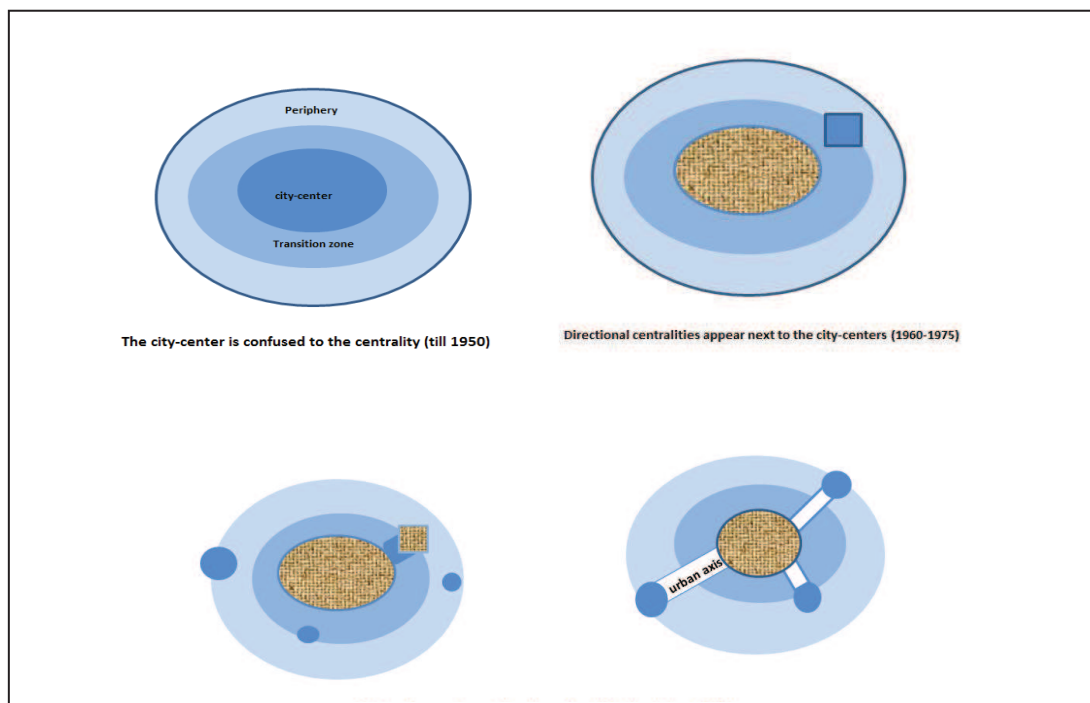 Periphery
city-center
Transition zone
The city-center is confused to the centrality (till 1950)
Directional centralities appear next to the city-centers (1960-1975)
urban axis